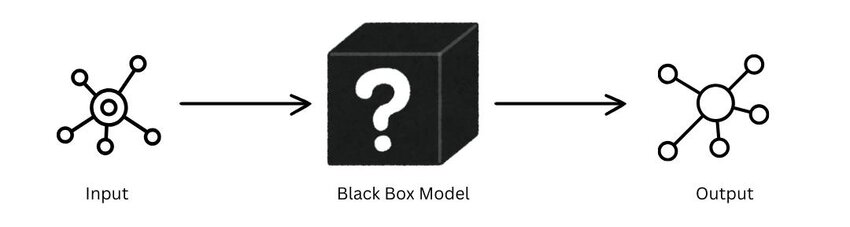 ?
Input
Black Box Model
Output